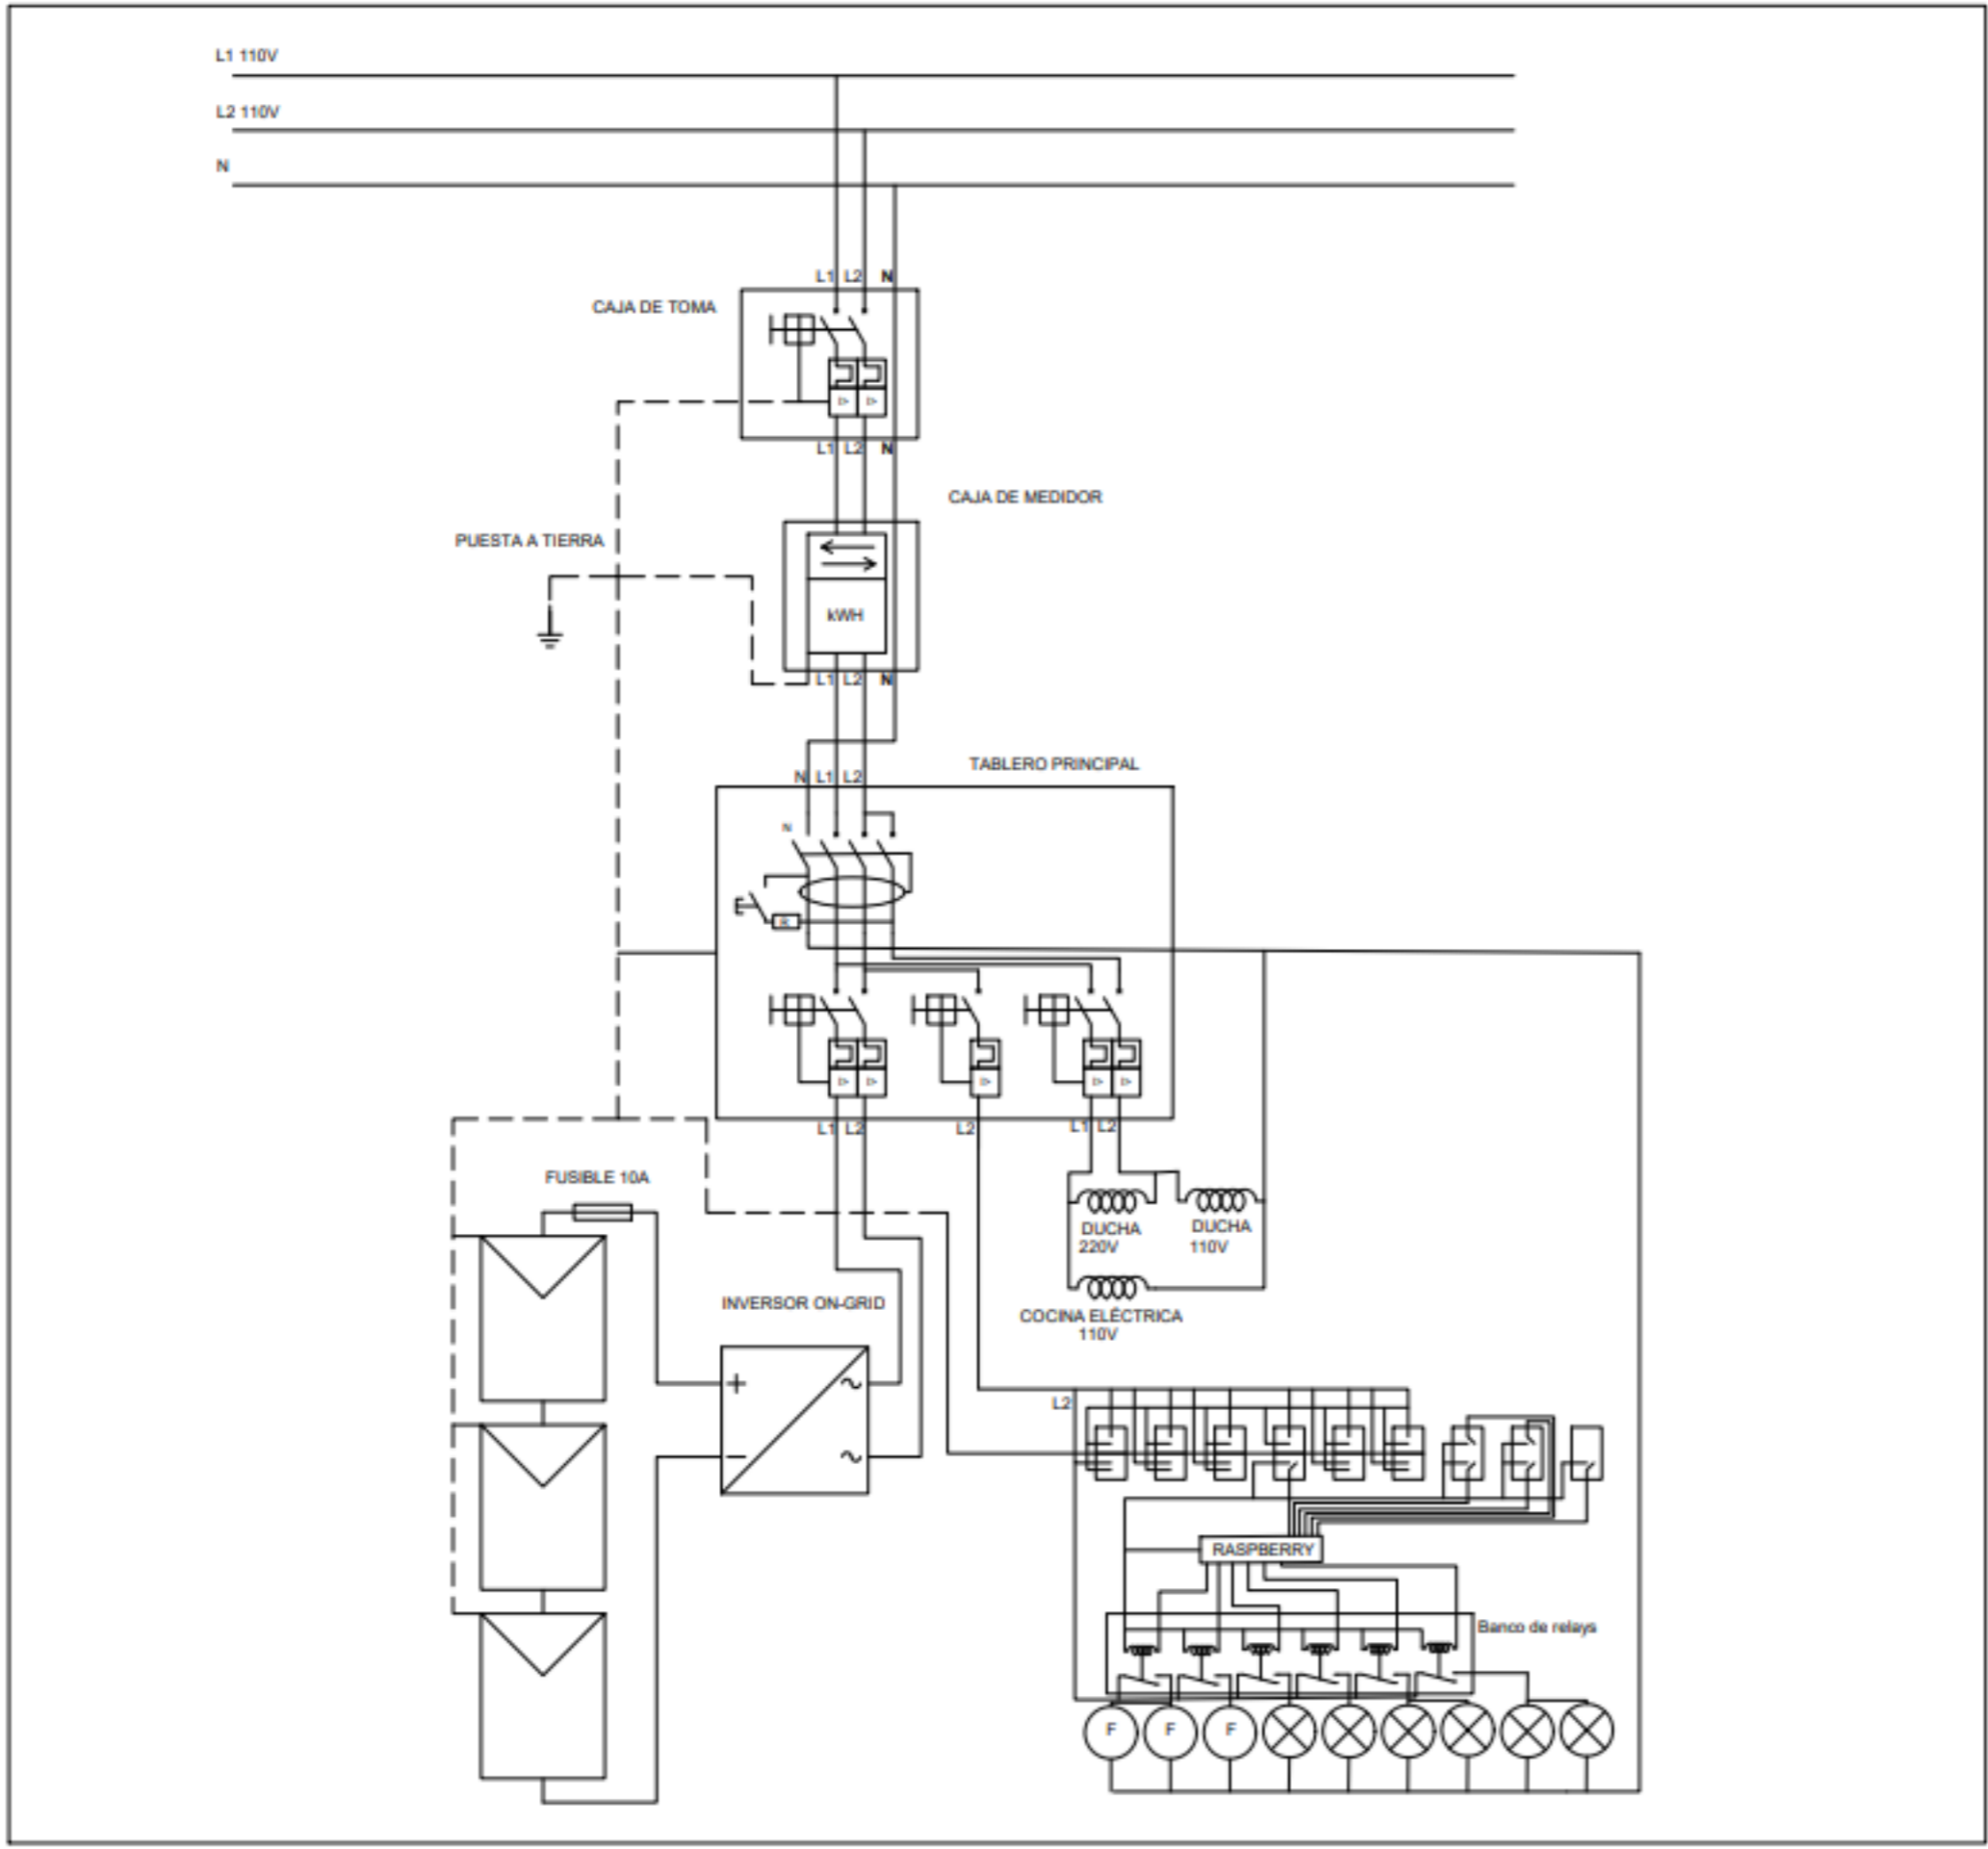 L1 110V
L2 110V
N
L1 L2 N
CAJA DE TOMA
I> I>
L1 L2 N
CAJA DE MEDIDOR
PUESTA A TIERRA
kWH
L1 L2 N
TABLERO PRINCIPAL
N L1 L2
N
R
I> I> I> I> I>
L1 L2 L2 L1 L2
FUSIBLE 10A
DUCHA
220V
DUCHA
110V
INVERSOR ON-GRID
COCINA ELÉCTRICA
110V
+ ~
- ~
L2
RASPBERRY
Banco de relays
F F F